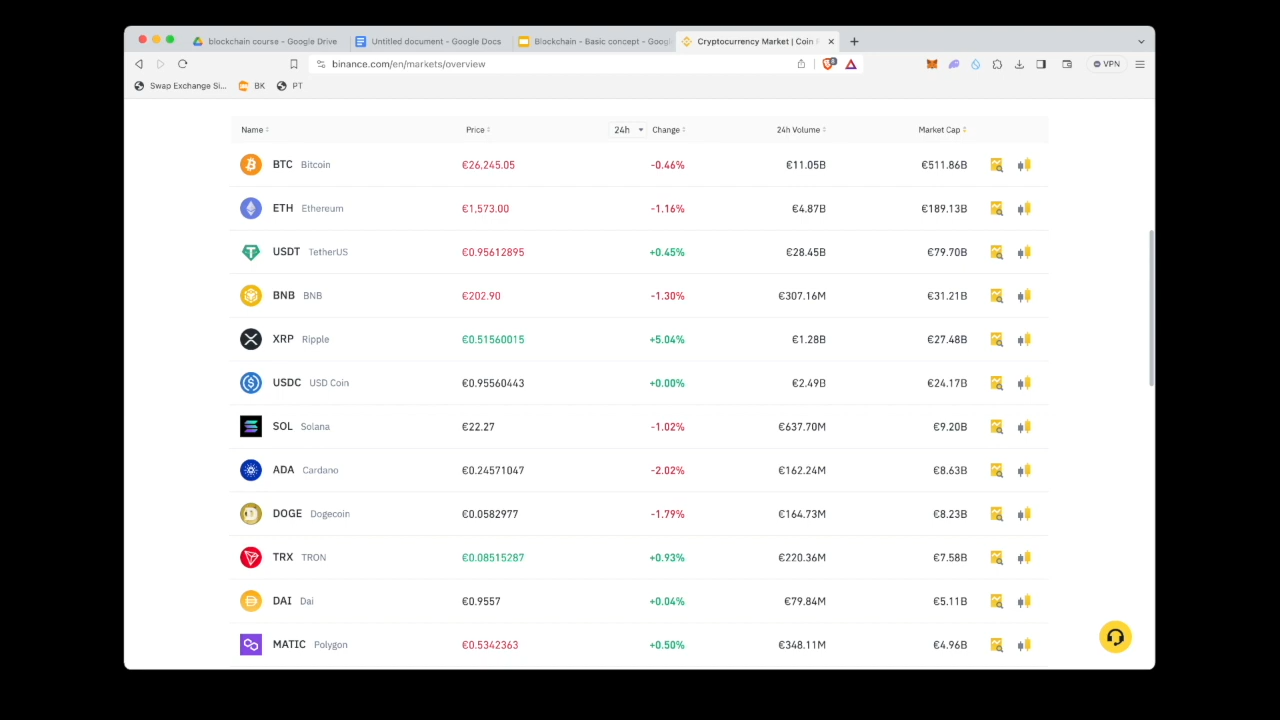 blockchain course - Google Drive Untitled document - Google Docs Blockchain - Basic concept - Goog Cryptocurrency Market | Coin
binance.com/en/markets/overview VPN
Swap Exchange Si... BK PT
Name Price 24h Change 24h Volume Market Cap
BTC Bitcoin €26,245.05 -0.46% €11.05B €511.86B
ETH Ethereum €1,573.00 -1.16% €4.87B €189.13B
USDT TetherUS €0.95612895 +0.45% €28.45B €79.70B
BNB BNB €202.90 -1.30% €307.16M €31.21B
XRP Ripple €0.51560015 +5.04% €1.28B €27.48B
USDC USD Coin €0.95560443 +0.00% €2.49B €24.17B
SOL Solana €22.27 -1.02% €637.70M €9.20B
ADA Cardano €0.24571047 -2.02% €162.24M €8.63B
DOGE Dogecoin €0.0582977 -1.79% €164.73M €8.23B
TRX TRON €0.08515287 +0.93% €220.36M €7.58B
DAI Dai €0.9557 +0.04% €79.84M €5.11B
MATIC Polygon €0.5342363 +0.50% €348.11M €4.96B